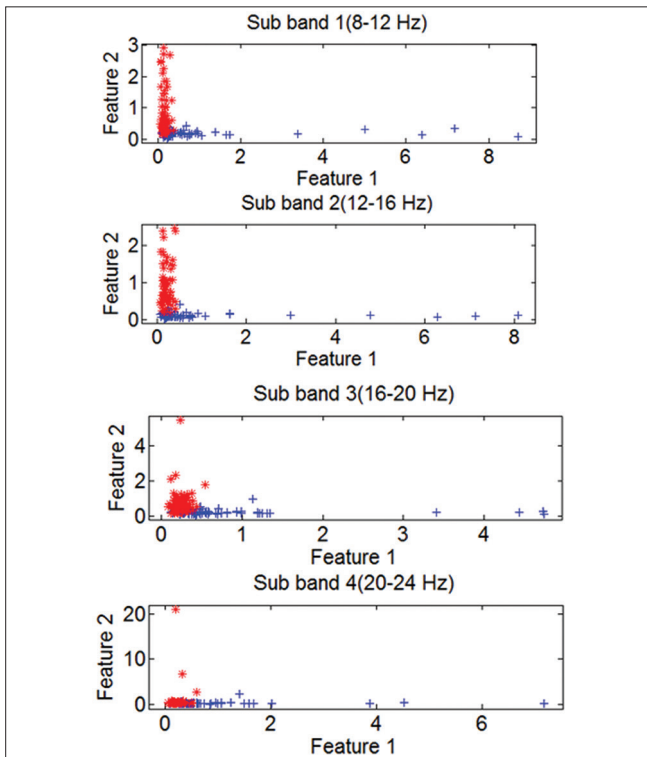 Sub band 1(8-12 Hz)
3
2
1
0
Feature 2
0 2 4 6 8
Feature 1
Sub band 2(12-16 Hz)
2
1
0
Feature 2
0 2 4 6 8
Feature 1
Sub band 3(16-20 Hz)
4
2
0
Feature 2
0 1 2 3 4
Feature 1
Sub band 4(20-24 Hz)
20
10
0
Feature 2
0 2 4 6
Feature 1